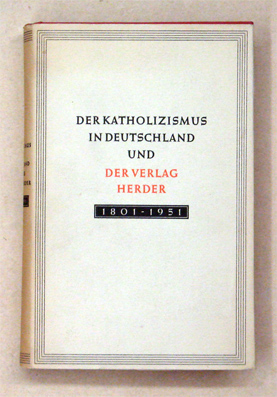 DER KATHOLIZISMUS
IN DEUTSCHLAND
UND
DER VERLAG
HERDER
1801-1951